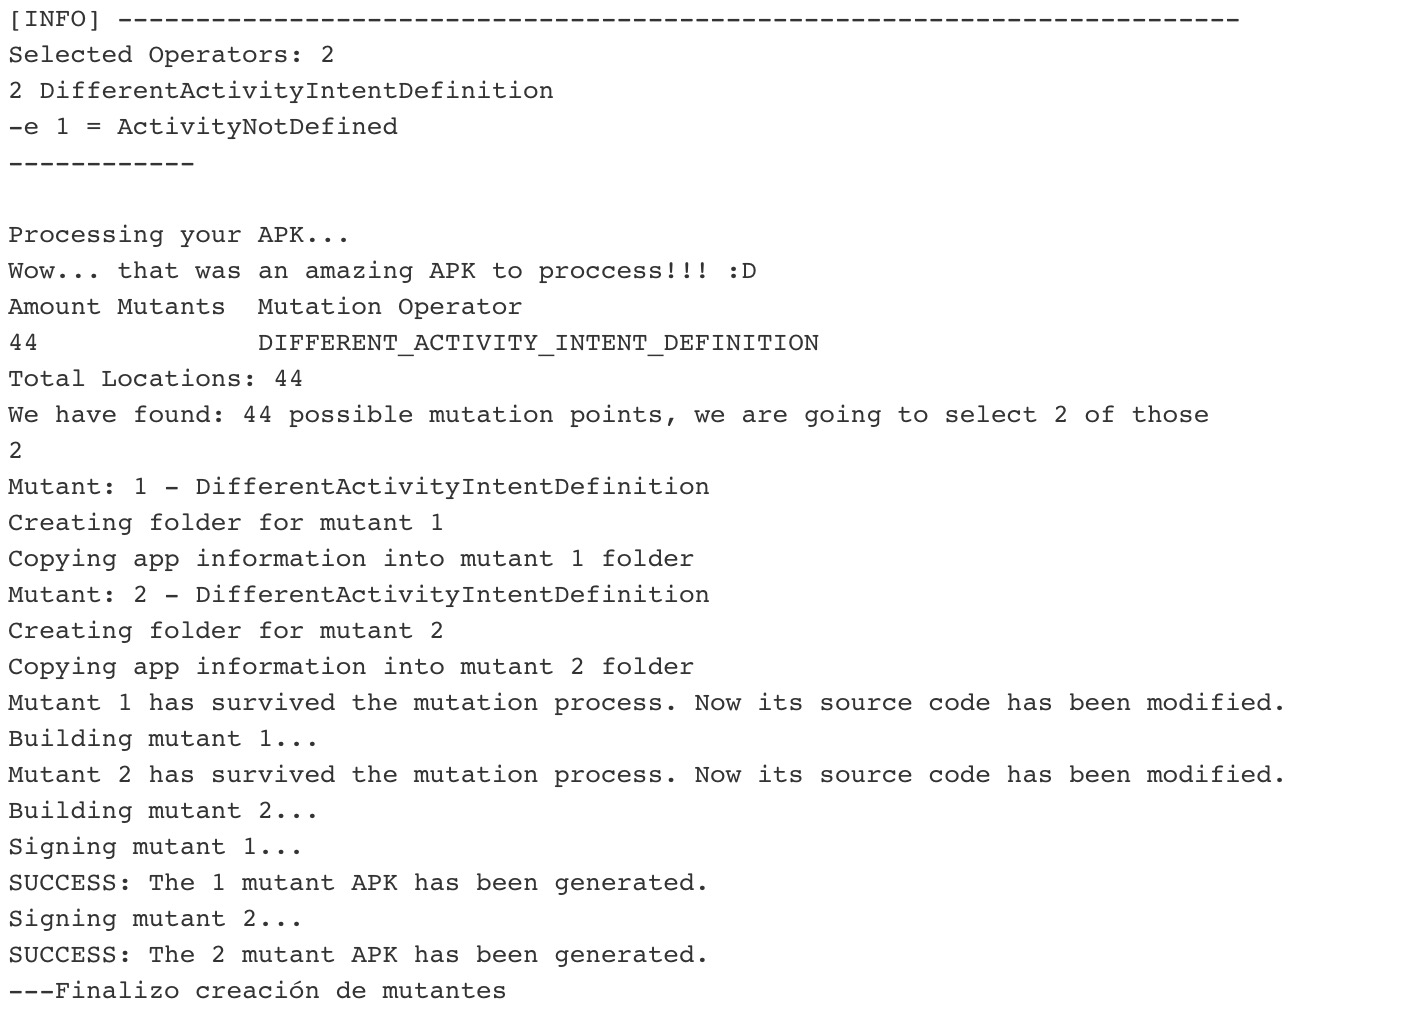 [INFO] ------------------------------------------------------------------------
Selected Operators: 2
2 DifferentActivityIntentDefinition
-e 1 = ActivityNotDefined
------------
Processing your APK...
Wow... that was an amazing APK to proccess!!! :D
Amount Mutants  Mutation Operator
44              DIFFERENT_ACTIVITY_INTENT_DEFINITION
Total Locations: 44
We have found: 44 possible mutation points, we are going to select 2 of those
2
Mutant: 1 - DifferentActivityIntentDefinition
Creating folder for mutant 1
Copying app information into mutant 1 folder
Mutant: 2 - DifferentActivityIntentDefinition
Creating folder for mutant 2
Copying app information into mutant 2 folder
Mutant 1 has survived the mutation process. Now its source code has been modified.
Building mutant 1...
Mutant 2 has survived the mutation process. Now its source code has been modified.
Building mutant 2...
Signing mutant 1...
SUCCESS: The 1 mutant APK has been generated.
Signing mutant 2...
SUCCESS: The 2 mutant APK has been generated.
---Finalizo creación de mutantes